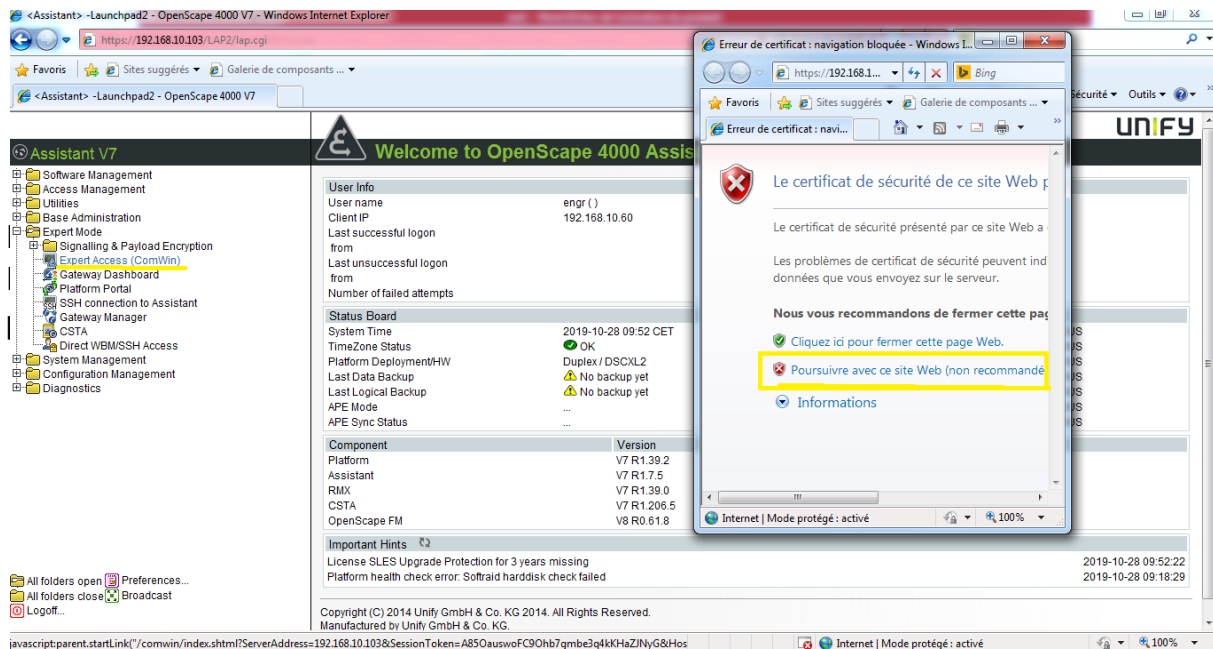 <Assistant> -Launchpad2 - OpenScape 4000 V7 - Windows Internet Explorer
https://192.168.10.103/LAP2/lap.cgi
Favoris
Sites suggérés
Galerie de composants ...
<Assistant> -Launchpad2 - OpenScape 4000 V7
Sécurité
Outils
UNIFY
Assistant V7
Software Management
Access Management
Utilities
Base Administration
Expert Mode
Signalling & Payload Encryption
Expert Access (ComWin)
Gateway Dashboard
Platform Portal
SSH connection to Assistant
Gateway Manager
CSTA
Direct WBM/SSH Access
System Management
Configuration Management
Diagnostics
All folders open Preferences...
All folders close Broadcast
Logoff...
Welcome to OpenScape 4000 Assis
User Info
User name engr ( )
Client IP 192.168.10.60
Last successful logon
from
Last unsuccessful logon
from
Number of failed attempts
Status Board
System Time 2019-10-28 09:52 CET
TimeZone Status OK
Platform Deployment/HW Duplex / DSCXL2
Last Data Backup No backup yet
Last Logical Backup No backup yet
APE Mode ...
APE Sync Status ...
Component Version
Platform V7 R1.39.2
Assistant V7 R1.7.5
RMX V7 R1.39.0
CSTA V7 R1.206.5
OpenScape FM V8 R0.61.8
Important Hints
License SLES Upgrade Protection for 3 years missing 2019-10-28 09:52:22
Platform health check error: Softraid harddisk check failed 2019-10-28 09:18:29
Copyright (C) 2014 Unify GmbH & Co. KG 2014. All Rights Reserved.
Manufactured by Unify GmbH & Co. KG.
Erreur de certificat : navigation bloquée - Windows I...
https://192.168.1...
Bing
Favoris
Sites suggérés
Galerie de composants ...
Erreur de certificat : navi...
Le certificat de sécurité de ce site Web p
Le certificat de sécurité présenté par ce site Web a
Les problèmes de certificat de sécurité peuvent ind
données que vous envoyez sur le serveur.
Nous vous recommandons de fermer cette pag
Cliquez ici pour fermer cette page Web.
Poursuivre avec ce site Web (non recommandé
Informations
Internet | Mode protégé : activé
100%
javascript:parent.startLink("/comwin/index.shtml?ServerAddress=192.168.10.103&SessionToken=A85OauswoFC9Ohb7qmbe3q4kKHaZJNyG&Hos
Internet | Mode protégé : activé
100%